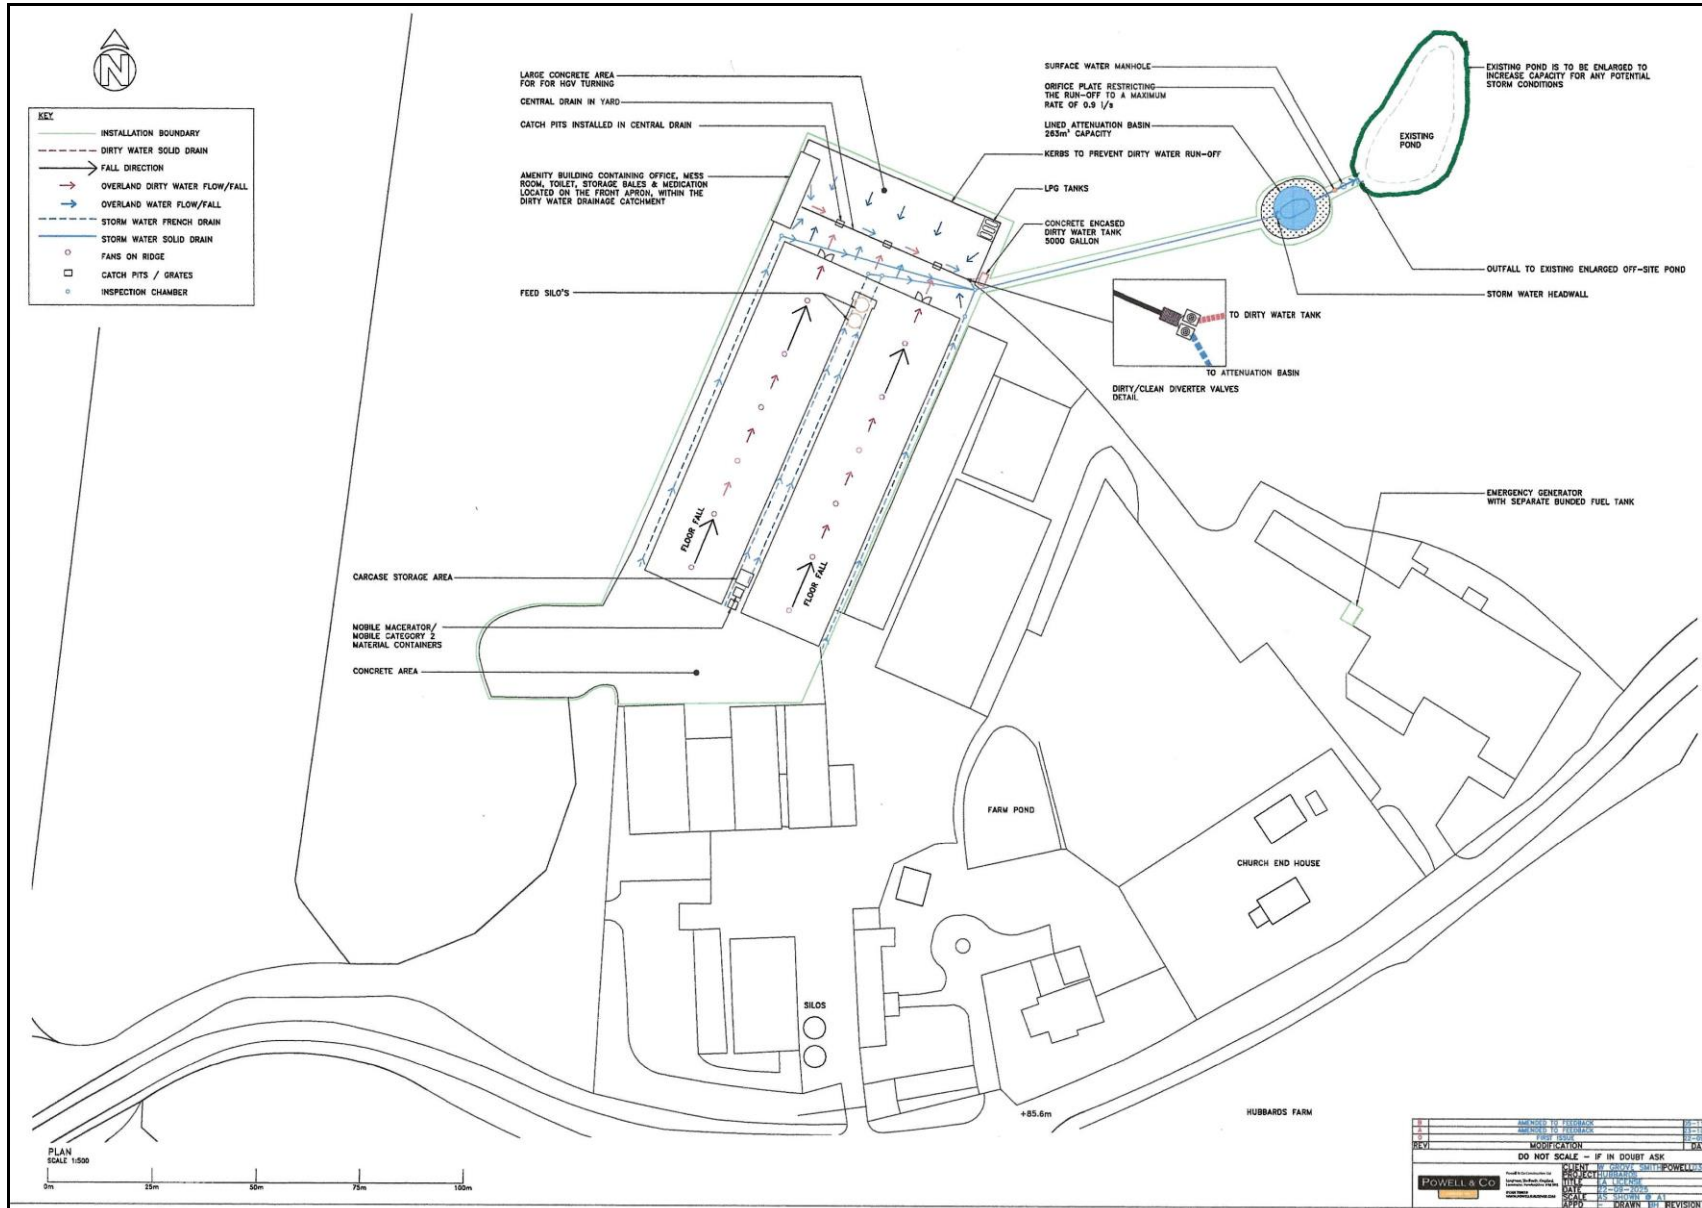 N
KEY
INSTALLATION BOUNDARY
DIRTY WATER SOLID DRAIN
FALL DIRECTION
OVERLAND DIRTY WATER FLOW/FALL
OVERLAND WATER FLOW/FALL
STORM WATER FRENCH DRAIN
STORM WATER SOLID DRAIN
FANS ON RIDGE
CATCH PITS / GRATES
INSPECTION CHAMBER
LARGE CONCRETE AREA
FOR FOR HGV TURNING
CENTRAL DRAIN IN YARD
CATCH PITS INSTALLED IN CENTRAL DRAIN
AMENITY BUILDING CONTAINING OFFICE, MESS
ROOM, TOILET, STORAGE BALES & MEDICATION
LOCATED ON THE FRONT APRON, WITHIN THE
DIRTY WATER DRAINAGE CATCHMENT
FEED SILO'S
CARCASE STORAGE AREA
MOBILE MACERATOR/
MOBILE CATEGORY 2
MATERIAL CONTAINERS
CONCRETE AREA
FLOOR FALL
FLOOR FALL
SURFACE WATER MANHOLE
ORIFICE PLATE RESTRICTING
THE RUN-OFF TO A MAXIMUM
RATE OF 0.9 l/s
LINED ATTENUATION BASIN
263m³ CAPACITY
KERBS TO PREVENT DIRTY WATER RUN-OFF
LPG TANKS
CONCRETE ENCASED
DIRTY WATER TANK
5000 GALLON
EXISTING
POND
EXISTING POND IS TO BE ENLARGED TO
INCREASE CAPACITY FOR ANY POTENTIAL
STORM CONDITIONS
OUTFALL TO EXISTING ENLARGED OFF-SITE POND
STORM WATER HEADWALL
TO DIRTY WATER TANK
TO ATTENUATION BASIN
DIRTY/CLEAN DIVERTER VALVES
DETAIL
EMERGENCY GENERATOR
WITH SEPARATE BUNDED FUEL TANK
FARM POND
CHURCH END HOUSE
SILOS
+85.6m
HUBBARDS FARM
PLAN
SCALE 1:500
0m 25m 50m 75m 100m
B AMENDED TO FEEDBACK
A AMENDED TO FEEDBACK
0 FIRST ISSUE
REV MODIFICATION
DO NOT SCALE - IF IN DOUBT ASK
POWELL & CO
CLIENT W GROVE SMITH
PROJECT HUBBARDS
TITLE EA LICENSE
DATE 22-09-2025
SCALE AS SHOWN @ A1
APPD - DRAWN REVISION